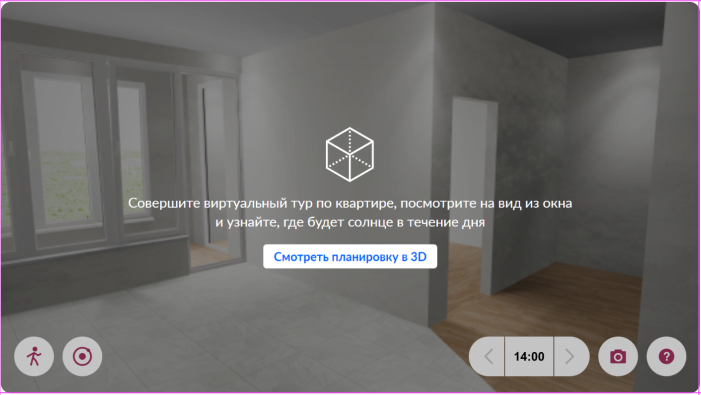 Совершите виртуальный тур по квартире, посмотрите на вид из окна
и узнайте, где будет солнце в течение дня
Смотреть планировку в 3D
14:00
?